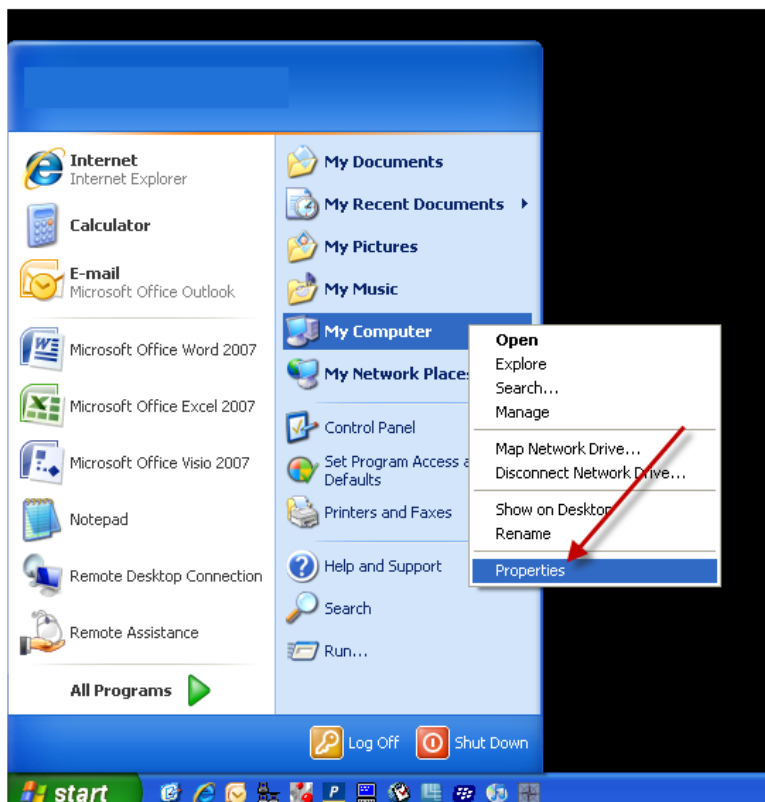 Internet
Internet Explorer
Calculator
E-mail
Microsoft Office Outlook
Microsoft Office Word 2007
Microsoft Office Excel 2007
Microsoft Office Visio 2007
Notepad
Remote Desktop Connection
Remote Assistance
All Programs
My Documents
My Recent Documents
My Pictures
My Music
My Computer
My Network Places
Control Panel
Set Program Access a
Defaults
Printers and Faxes
Help and Support
Search
Run...
Open
Explore
Search...
Manage
Map Network Drive...
Disconnect Network Drive...
Show on Desktop
Rename
Properties
Log Off
Shut Down
start